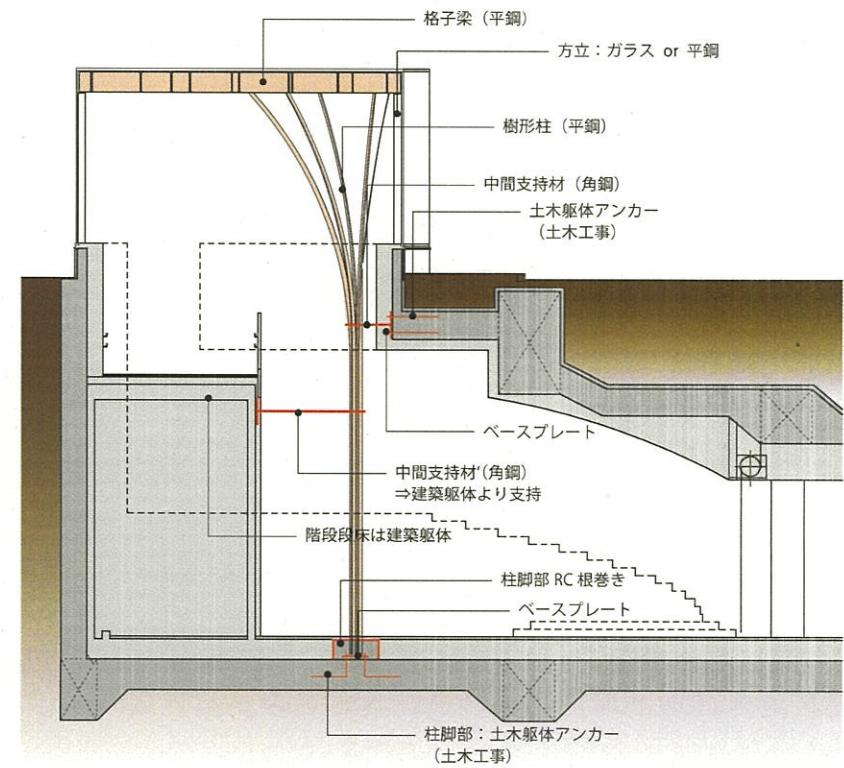 格子梁（平鋼）
方立：ガラス or 平鋼
樹形柱（平鋼）
中間支持材（角鋼）
土木躯体アンカー
（土木工事）
ベースプレート
中間支持材（角鋼）
⇒建築躯体より支持
階段段床は建築躯体
柱脚部 RC 根巻き
ベースプレート
柱脚部：土木躯体アンカー
（土木工事）